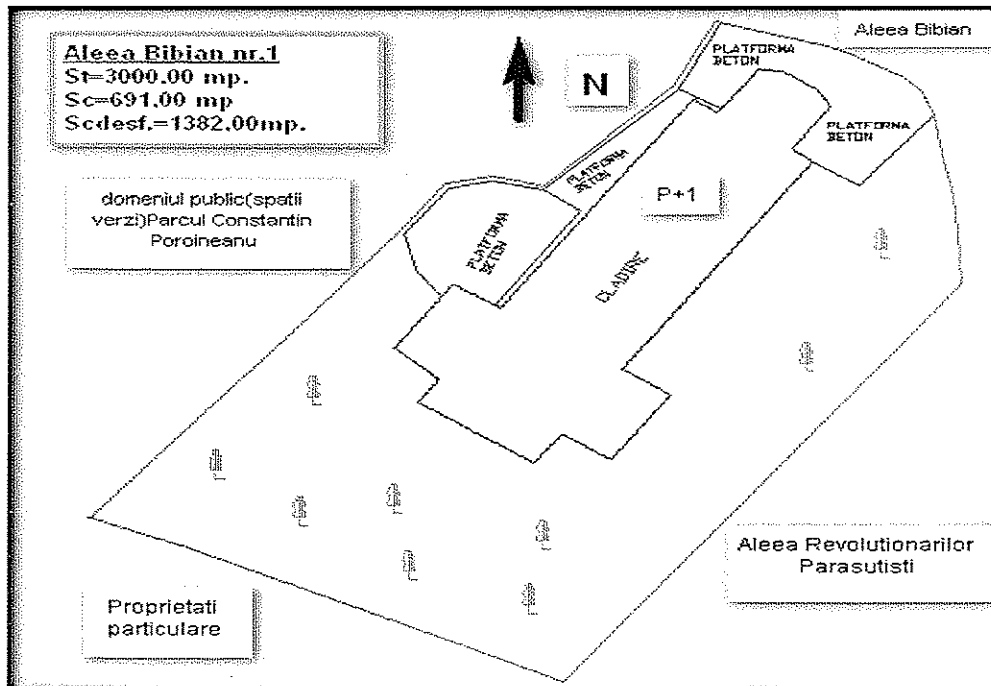 Aleea Bibian nr.1
St=3000.00 mp.
Sc=691.00 mp
Scdesf.=1382.00mp.
N
Aleea Bibian
PLATFORMA
BETON
PLATFORMA
BETON
PLATFORMA
BETON
domeniul public(spatii
verzi)Parcul Constantin
Poroineanu
P+1
PLATFORMA
BETON
CLADIRE
Aleea Revolutionarilor
Parasutisti
Proprietati
particulare